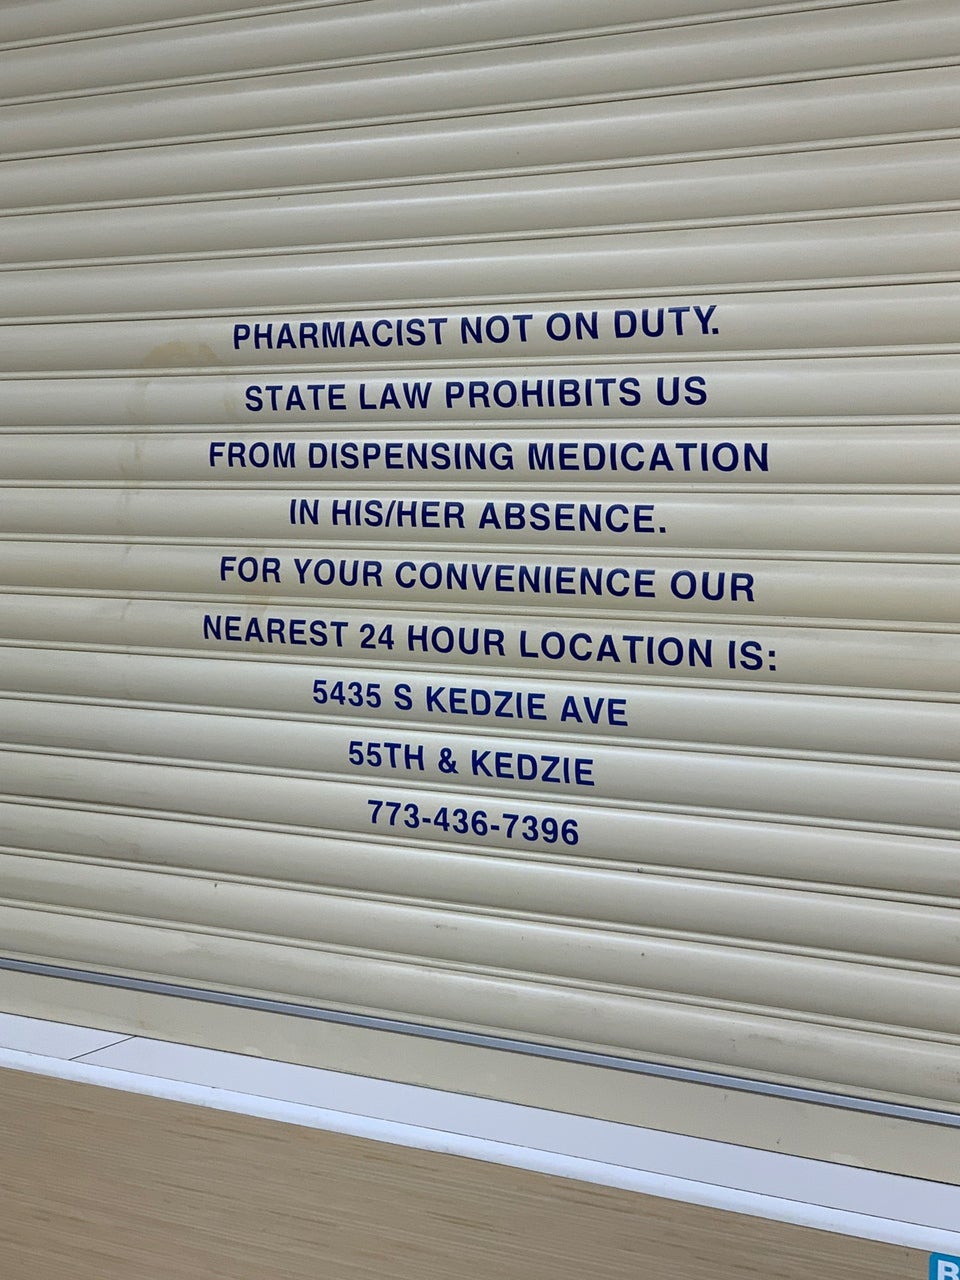 PHARMACIST NOT ON DUTY.
STATE LAW PROHIBITS US
FROM DISPENSING MEDICATION
IN HIS/HER ABSENCE.
FOR YOUR CONVENIENCE OUR
NEAREST 24 HOUR LOCATION IS:
5435 S KEDZIE AVE
55TH & KEDZIE
773-436-7396